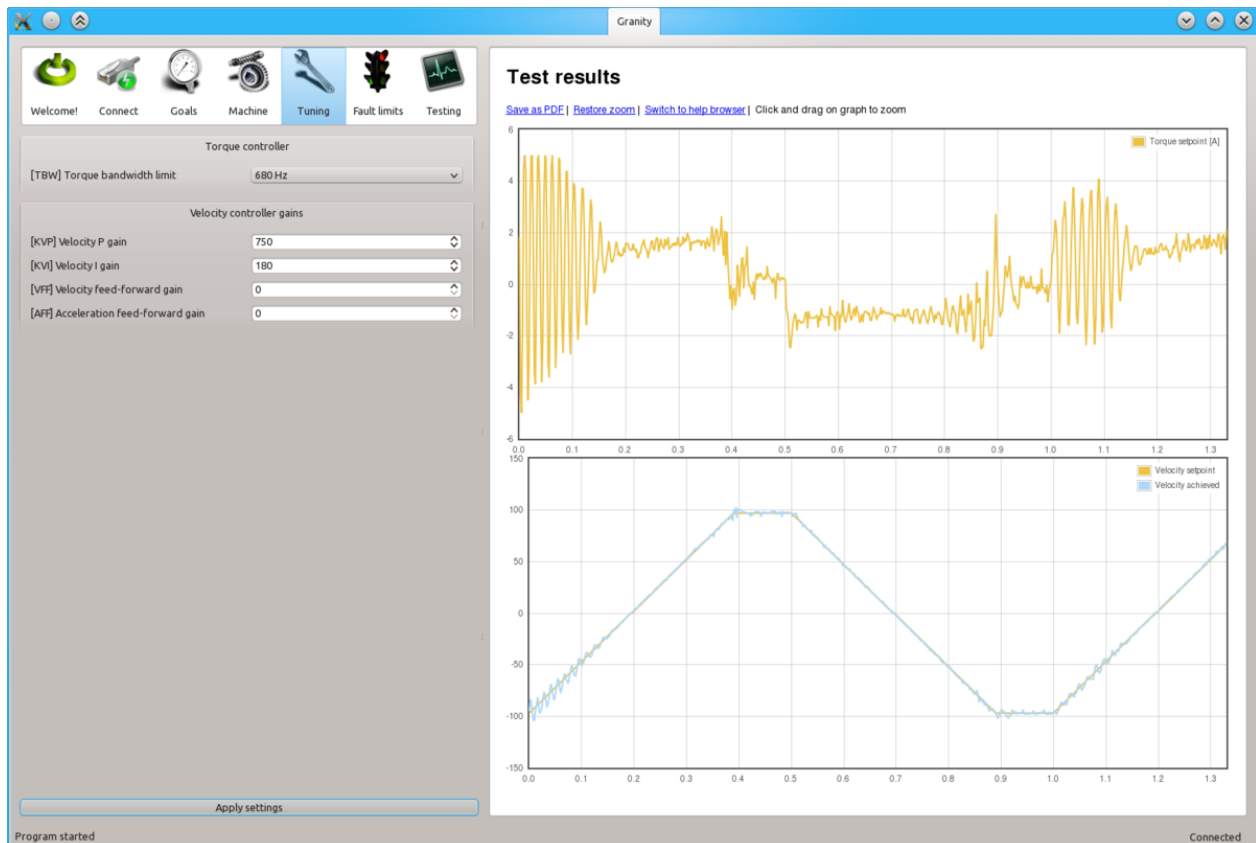 Granity
Welcome! Connect Goals Machine Tuning Fault limits Testing
Torque controller
[TBW] Torque bandwidth limit 680 Hz
Velocity controller gains
[KVP] Velocity P gain 750
[KVI] Velocity I gain 180
[VFF] Velocity feed-forward gain 0
[AFF] Acceleration feed-forward gain 0
Apply settings
Program started
Test results
Save as PDF | Restore zoom | Switch to help browser | Click and drag on graph to zoom
6
Torque setpoint [A]
4
2
0
-2
-4
-6
0.0 0.1 0.2 0.3 0.4 0.5 0.6 0.7 0.8 0.9 1.0 1.1 1.2 1.3
150
Velocity setpoint
Velocity achieved
100
50
0
-50
-100
-150
0.0 0.1 0.2 0.3 0.4 0.5 0.6 0.7 0.8 0.9 1.0 1.1 1.2 1.3
Connected